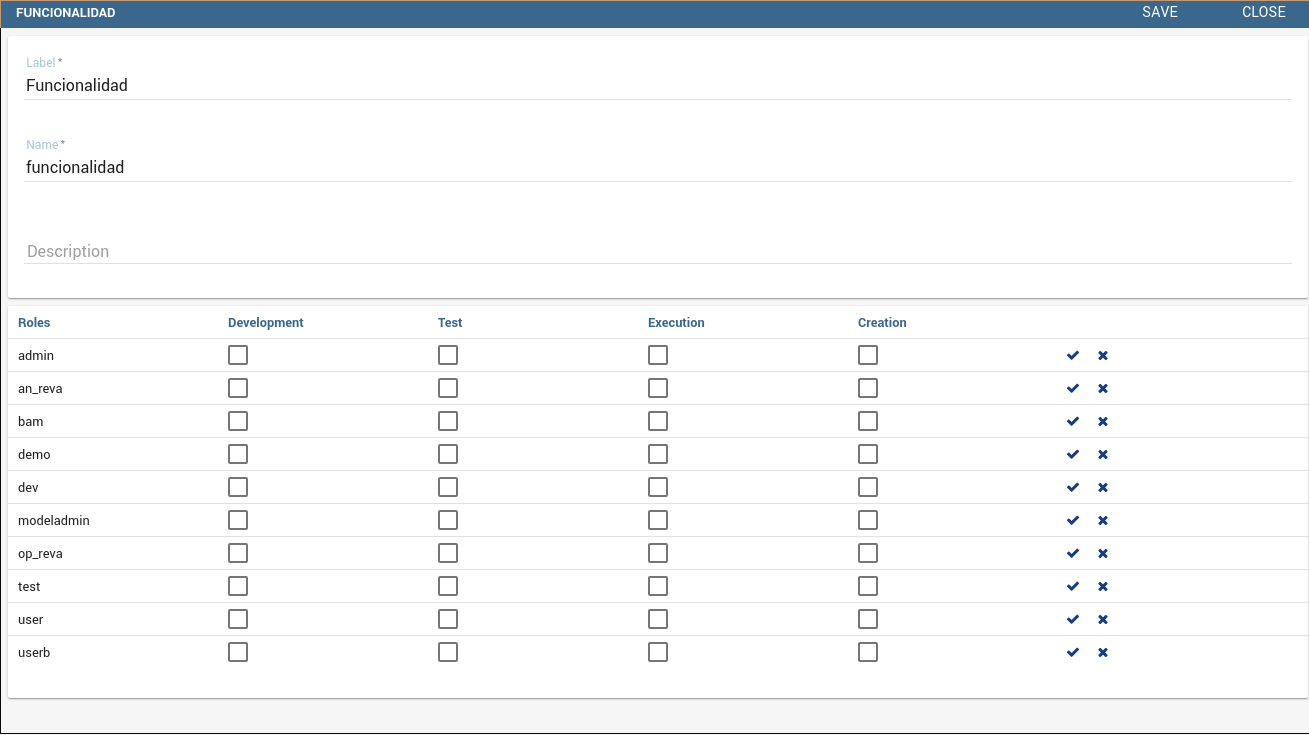 FUNCIONALIDAD SAVE CLOSE
Label *
Funcionalidad
Name *
funcionalidad
Description
Roles Development Test Execution Creation
admin
an_reva
bam
demo
dev
modeladmin
op_reva
test
user
userb